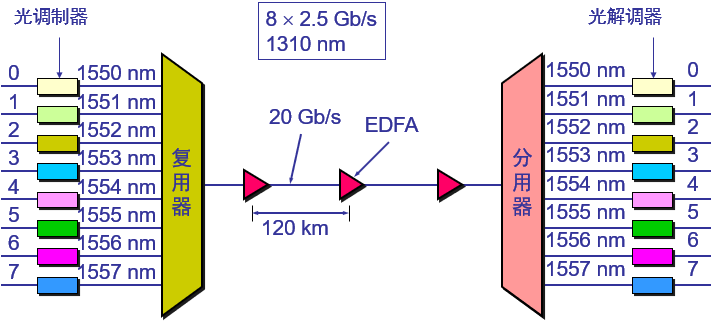 光调制器
8 × 2.5 Gb/s
1310 nm
光解调器
0 1550 nm
1 1551 nm
2 1552 nm
3 1553 nm
4 1554 nm
5 1555 nm
6 1556 nm
7 1557 nm
复用器
20 Gb/s
EDFA
120 km
分用器
1550 nm 0
1551 nm 1
1552 nm 2
1553 nm 3
1554 nm 4
1555 nm 5
1556 nm 6
1557 nm 7